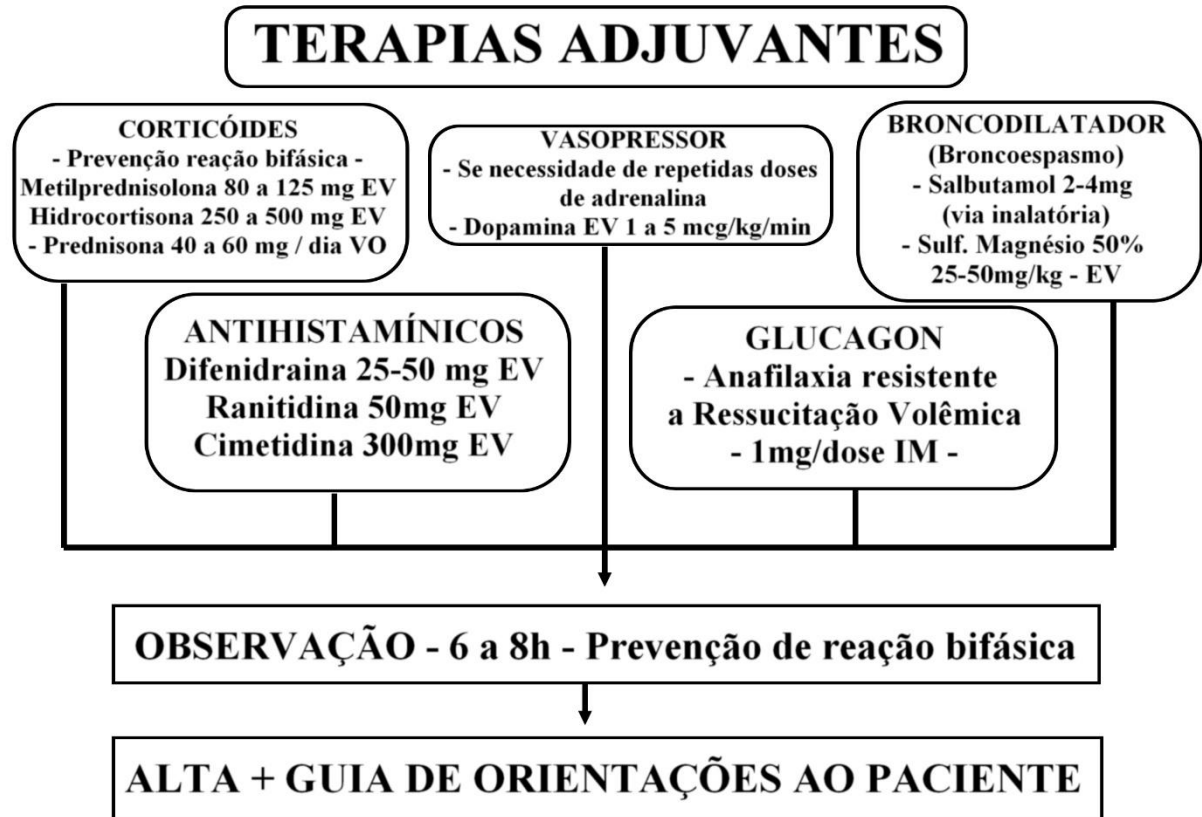 TERAPIAS ADJUVANTES
CORTICÓIDES
- Prevenção reação bifásica -
Metilprednisolona 80 a 125 mg EV
Hidrocortisona 250 a 500 mg EV
- Prednisona 40 a 60 mg / dia VO
VASOPRESSOR
- Se necessidade de repetidas doses
de adrenalina
- Dopamina EV 1 a 5 mcg/kg/min
BRONCODILATADOR
(Broncoespasmo)
- Salbutamol 2-4mg
(via inalatória)
- Sulf. Magnésio 50%
25-50mg/kg - EV
ANTIHISTAMÍNICOS
Difenidraina 25-50 mg EV
Ranitidina 50mg EV
Cimetidina 300mg EV
GLUCAGON
- Anafilaxia resistente
a Ressucitação Volêmica
- 1mg/dose IM -
OBSERVAÇÃO - 6 a 8h - Prevenção de reação bifásica
ALTA + GUIA DE ORIENTAÇÕES AO PACIENTE